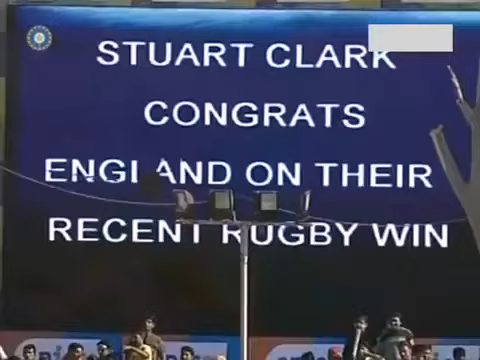 STUART CLARK
CONGRATS
ENGLAND ON THEIR
RECENT RUGBY WIN